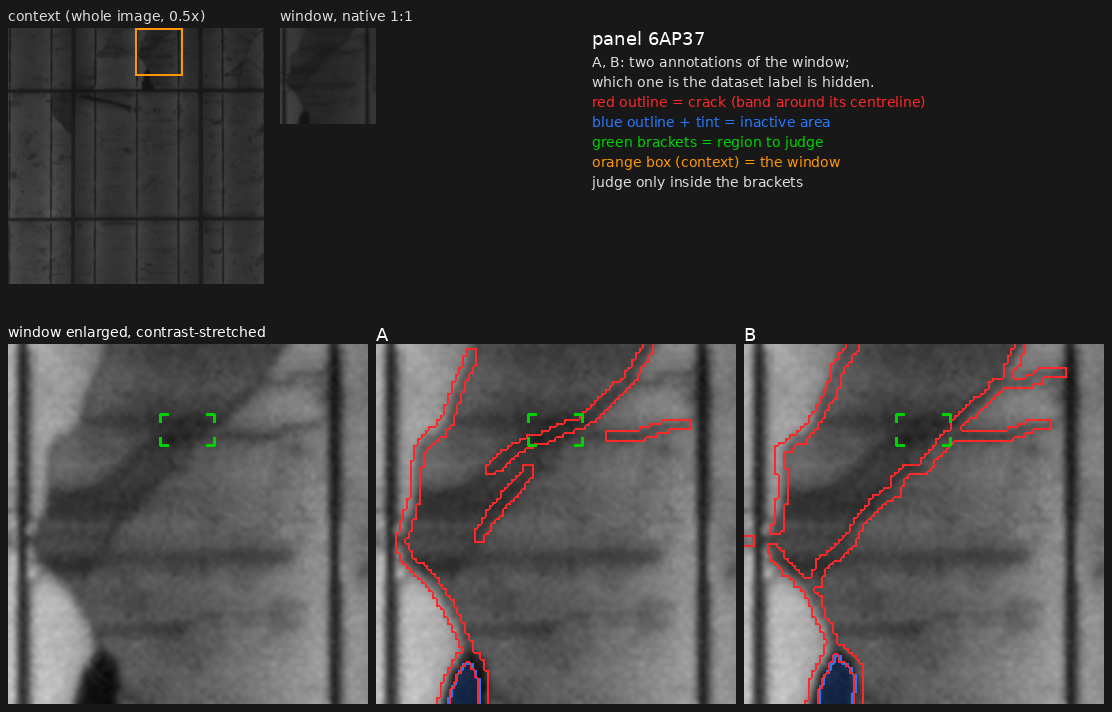 context (whole image, 0.5x)
window, native 1:1
panel 6AP37
A, B: two annotations of the window;
which one is the dataset label is hidden.
red outline = crack (band around its centreline)
blue outline + tint = inactive area
green brackets = region to judge
orange box (context) = the window
judge only inside the brackets
window enlarged, contrast-stretched
A
B